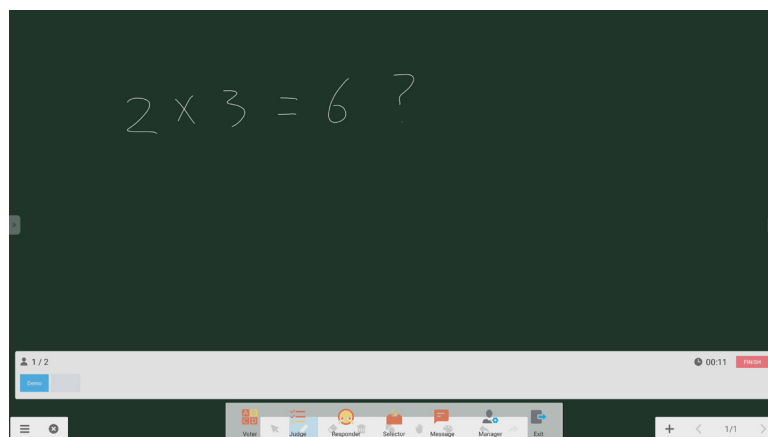 2 × 3 = 6 ?
1 / 2
00:11 FINISH
Demo
Voter Judge Responder Selector Message Manager Exit
1/1